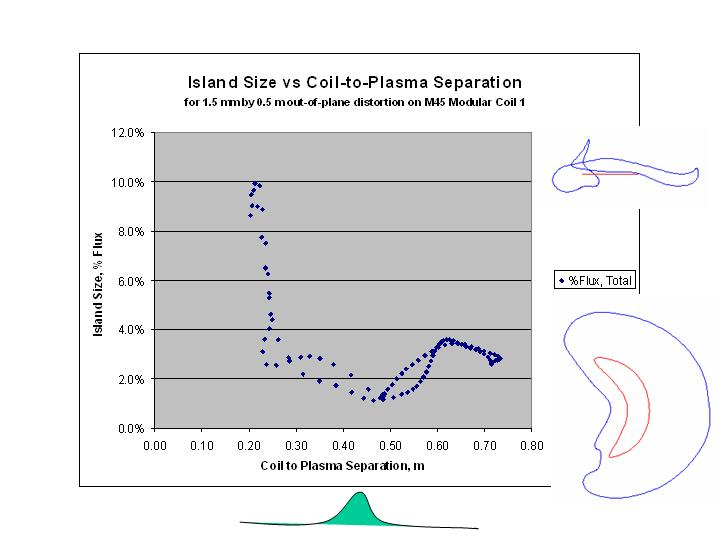 Island Size vs Coil-to-Plasma Separation
for 1.5 mm by 0.5 m out-of-plane distortion on M45 Modular Coil 1
12.0%
10.0%
8.0%
6.0%
4.0%
2.0%
0.0%
Island Size, % Flux
0.00 0.10 0.20 0.30 0.40 0.50 0.60 0.70 0.80
Coil to Plasma Separation, m
%Flux, Total